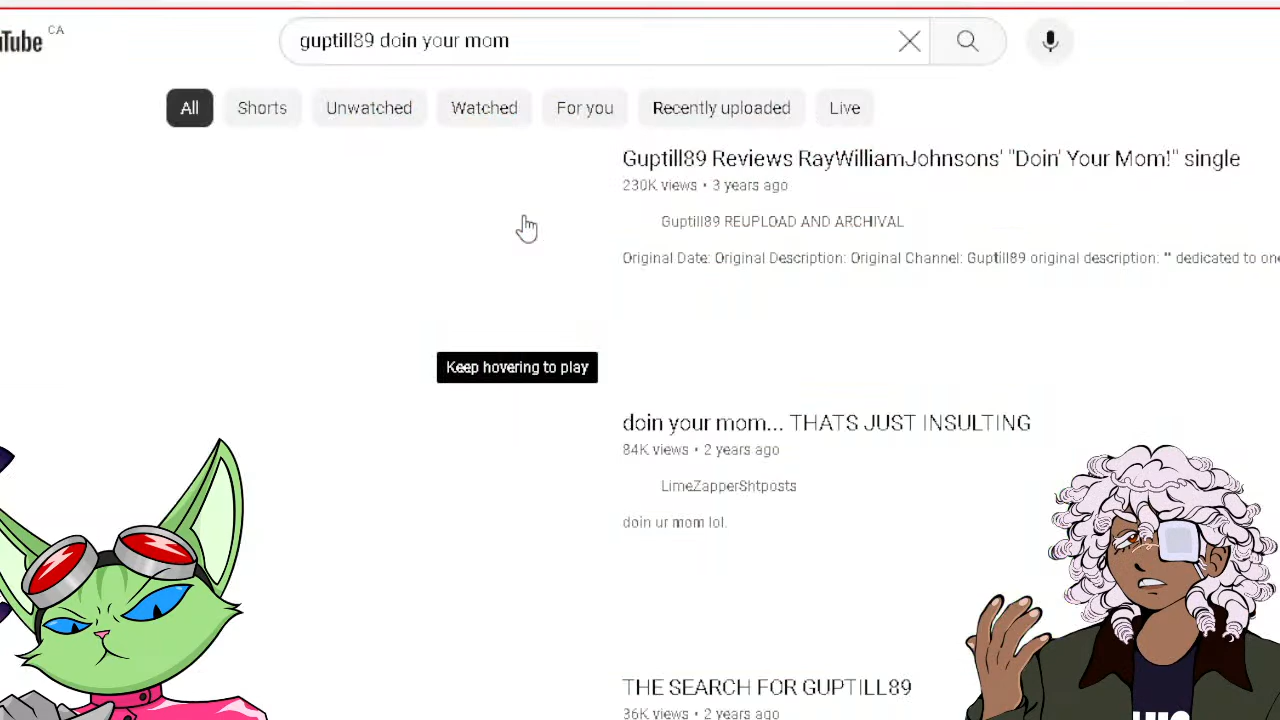 uTube CA
guptill89 doin your mom
All Shorts Unwatched Watched For you Recently uploaded Live
Guptill89 Reviews RayWilliamJohnsons' "Doin' Your Mom!" single
230K views • 3 years ago
Guptill89 REUPLOAD AND ARCHIVAL
Original Date: Original Description: Original Channel: Guptill89 original description: "' dedicated to one
Keep hovering to play
doin your mom... THATS JUST INSULTING
84K views • 2 years ago
LimeZapperShtposts
doin ur mom lol.
THE SEARCH FOR GUPTILL89
36K views • 2 years ago